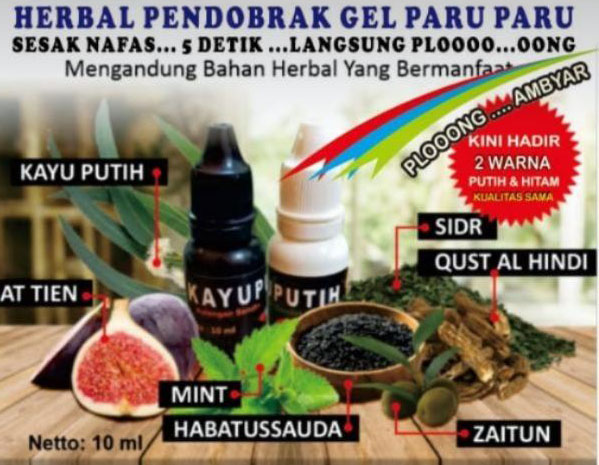 HERBAL PENDOBRAK GEL PARU PARU
SESAK NAFAS... 5 DETIK ...LANGSUNG PLOOOO...OONG
Mengandung Bahan Herbal Yang Bermanfaat
PLOOONG .... AMBYAR
KINI HADIR
2 WARNA
PUTIH & HITAM
KUALITAS SAMA
KAYU PUTIH
SIDR
QUST AL HINDI
AT TIEN
KAYUP
PUTIH
10 ml
MINT
HABATUSSAUDA
ZAITUN
Netto: 10 ml